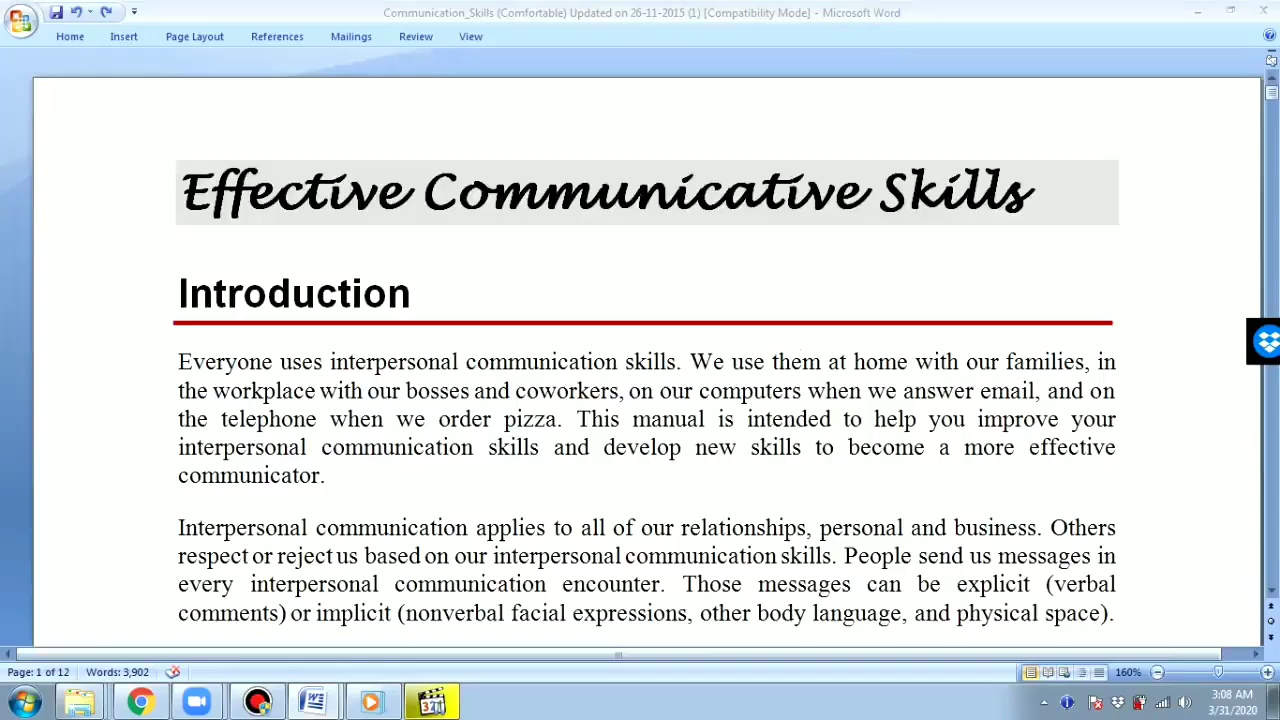 Communication_Skills (Comfortable) Updated on 26-11-2015 (1) [Compatibility Mode] - Microsoft Word
Home Insert Page Layout References Mailings Review View
Effective Communicative Skills
Introduction
Everyone uses interpersonal communication skills. We use them at home with our families, in
the workplace with our bosses and coworkers, on our computers when we answer email, and on
the telephone when we order pizza. This manual is intended to help you improve your
interpersonal communication skills and develop new skills to become a more effective
communicator.
Interpersonal communication applies to all of our relationships, personal and business. Others
respect or reject us based on our interpersonal communication skills. People send us messages in
every interpersonal communication encounter. Those messages can be explicit (verbal
comments) or implicit (nonverbal facial expressions, other body language, and physical space).
Page: 1 of 12 Words: 3,902 160%
321
3:08 AM
3/31/2020